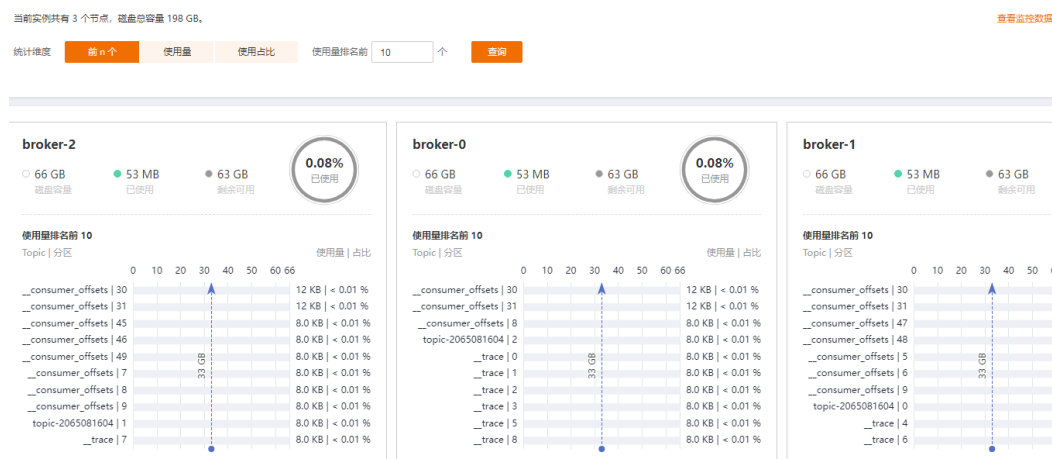 当前实例共有 3 个节点，磁盘总容量 198 GB。
查看监控数据
统计维度 前 n 个 使用量 使用占比 使用量排名前 10 个 查询
broker-2
66 GB 53 MB 63 GB
磁盘容量 已使用 剩余可用
0.08%
已使用
使用量排名前 10
Topic | 分区 使用量 | 占比
0 10 20 30 40 50 60 66
__consumer_offsets | 30 12 KB | < 0.01 %
__consumer_offsets | 31 12 KB | < 0.01 %
__consumer_offsets | 45 8.0 KB | < 0.01 %
__consumer_offsets | 46 8.0 KB | < 0.01 %
__consumer_offsets | 49 8.0 KB | < 0.01 %
__consumer_offsets | 7 8.0 KB | < 0.01 %
__consumer_offsets | 8 8.0 KB | < 0.01 %
__consumer_offsets | 9 8.0 KB | < 0.01 %
topic-2065081604 | 1 8.0 KB | < 0.01 %
__trace | 7 8.0 KB | < 0.01 %
33 GB
broker-0
66 GB 53 MB 63 GB
磁盘容量 已使用 剩余可用
0.08%
已使用
使用量排名前 10
Topic | 分区 使用量 | 占比
0 10 20 30 40 50 60 66
__consumer_offsets | 30 12 KB | < 0.01 %
__consumer_offsets | 31 12 KB | < 0.01 %
__consumer_offsets | 8 8.0 KB | < 0.01 %
topic-2065081604 | 2 8.0 KB | < 0.01 %
__trace | 0 8.0 KB | < 0.01 %
__trace | 1 8.0 KB | < 0.01 %
__trace | 2 8.0 KB | < 0.01 %
__trace | 3 8.0 KB | < 0.01 %
__trace | 5 8.0 KB | < 0.01 %
__trace | 8 8.0 KB | < 0.01 %
33 GB
broker-1
66 GB 53 MB 63 GB
磁盘容量 已使用 剩余可用
使用量排名前 10
Topic | 分区
0 10 20 30 40 50
__consumer_offsets | 30
__consumer_offsets | 31
__consumer_offsets | 47
__consumer_offsets | 48
__consumer_offsets | 5
__consumer_offsets | 6
__consumer_offsets | 9
topic-2065081604 | 0
__trace | 4
__trace | 6
33 GB